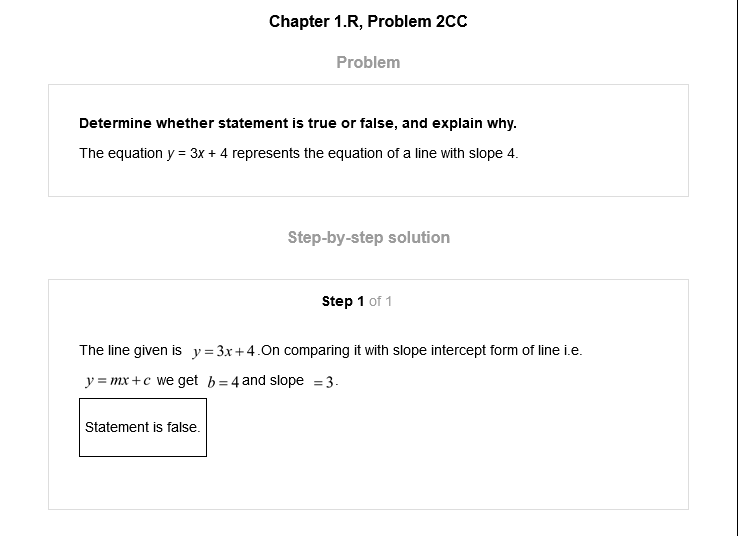 Chapter 1.R, Problem 2CC
Problem
Determine whether statement is true or false, and explain why.
The equation y = 3x + 4 represents the equation of a line with slope 4.
Step-by-step solution
Step 1 of 1
The line given is y = 3x + 4 .On comparing it with slope intercept form of line i.e.
y = mx + c we get b = 4 and slope = 3.
Statement is false.